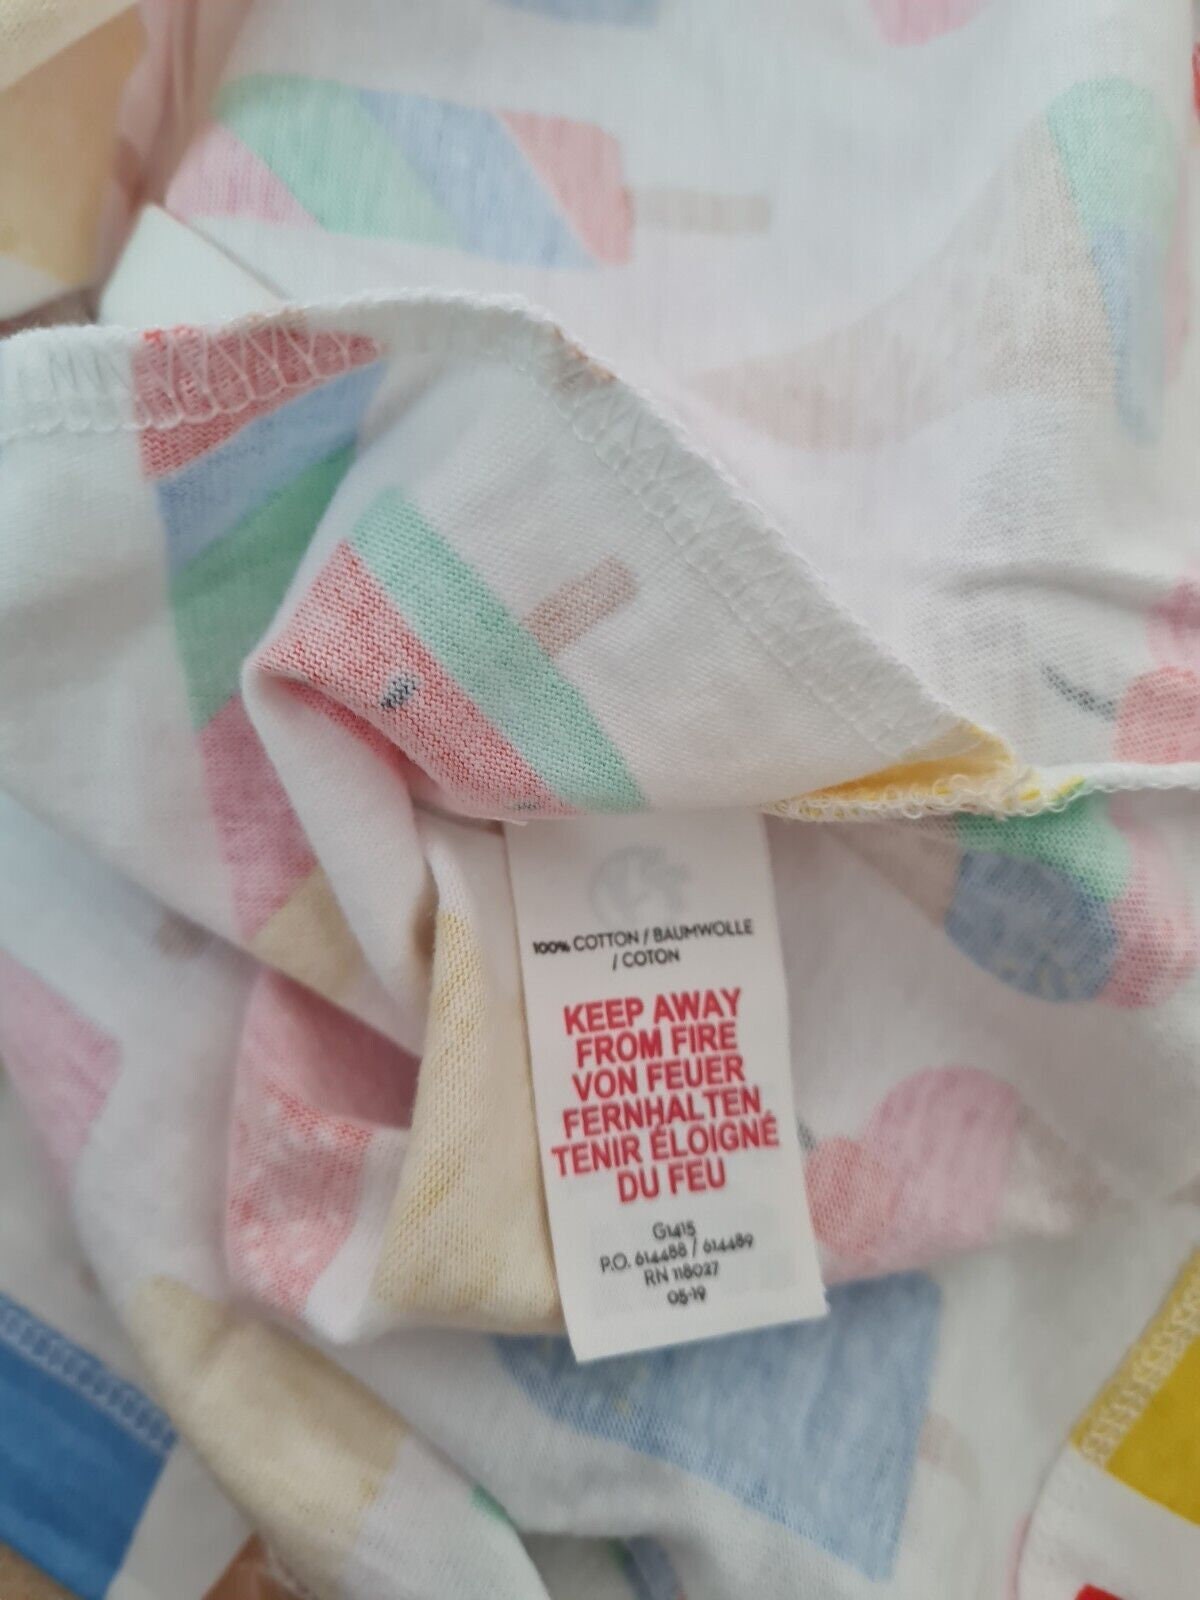 100% COTTON / BAUMWOLLE
/ COTON
KEEP AWAY
FROM FIRE
VON FEUER
FERNHALTEN
TENIR ÉLOIGNÉ
DU FEU
G1415
P.O. 614488 / 614489
RN 118027
05-19